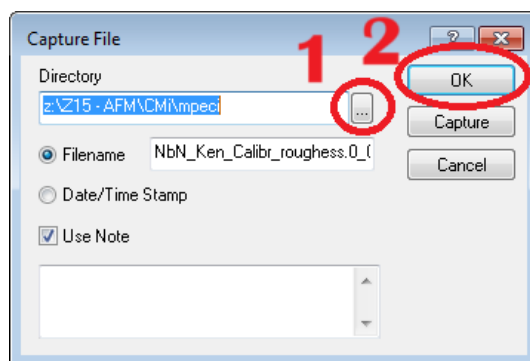 Capture File
1 2
Directory
z:\Z15 - AFM\CMi\mpeci
...
OK
Capture
Filename
NbN_Ken_Calibr_roughess.0_
Cancel
Date/Time Stamp
Use Note